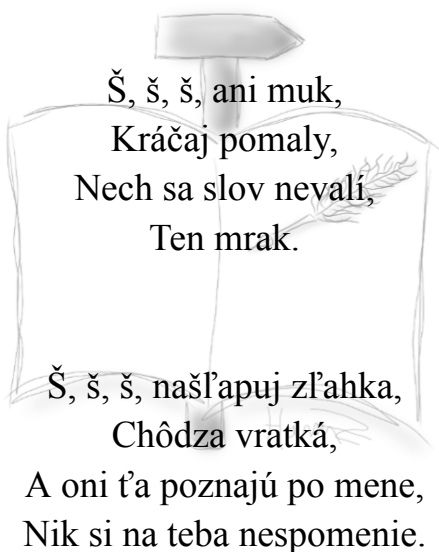 Š, š, š, ani muk,
Kráčaj pomaly,
Nech sa slov nevalí,
Ten mrak.
Š, š, š, našľapuj zľahka,
Chôdza vratká,
A oni ťa poznajú po mene,
Nik si na teba nespomenie.